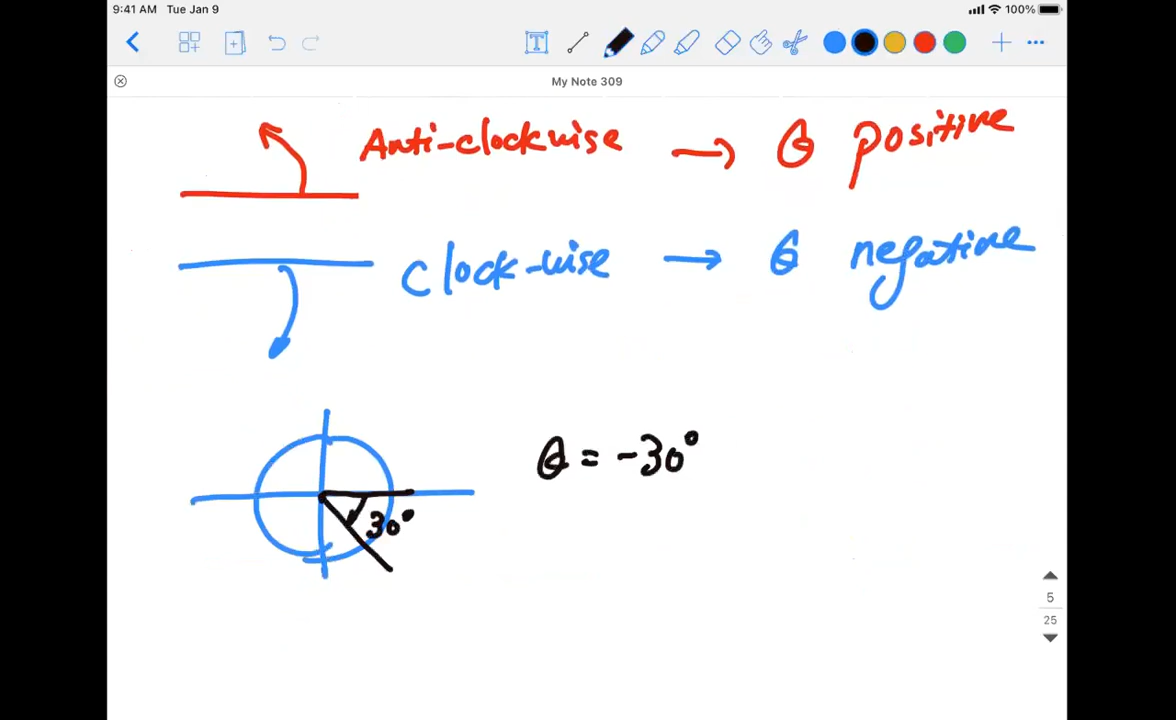 9:41 AM Tue Jan 9 100%
T
My Note 309
Anti-clockwise → θ positive
clock-wise → θ negative
θ = -30°
30°
5
25